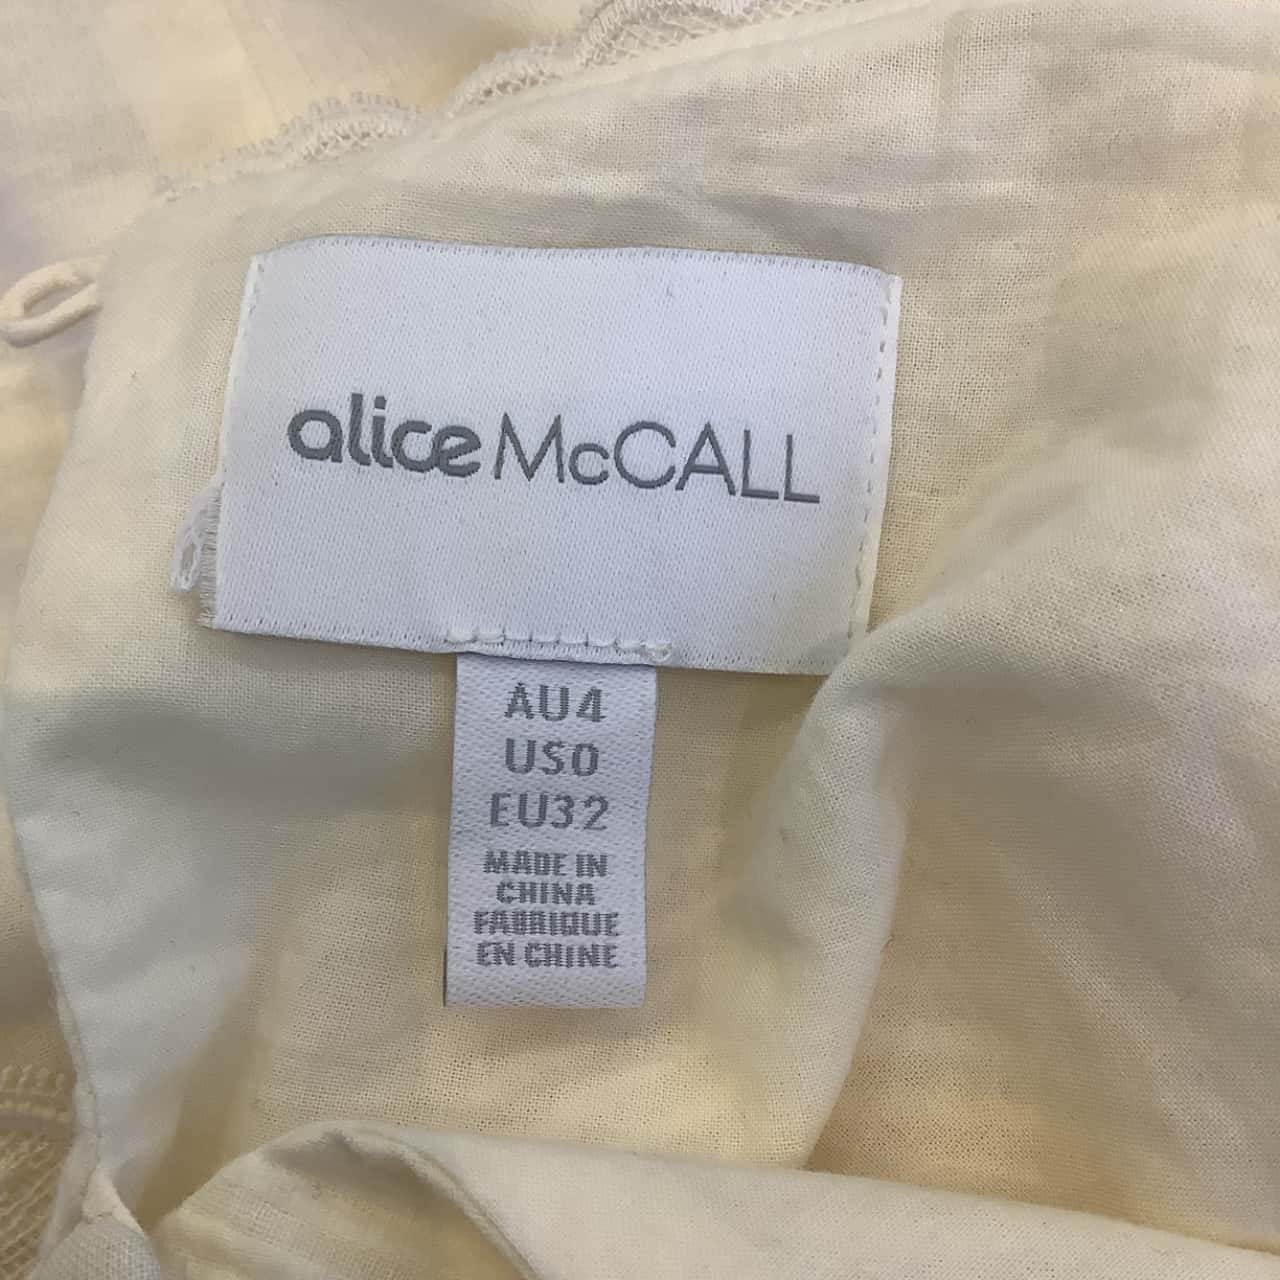 alice McCALL
AU4
US0
EU32
MADE IN
CHINA
FABRIQUE
EN CHINE